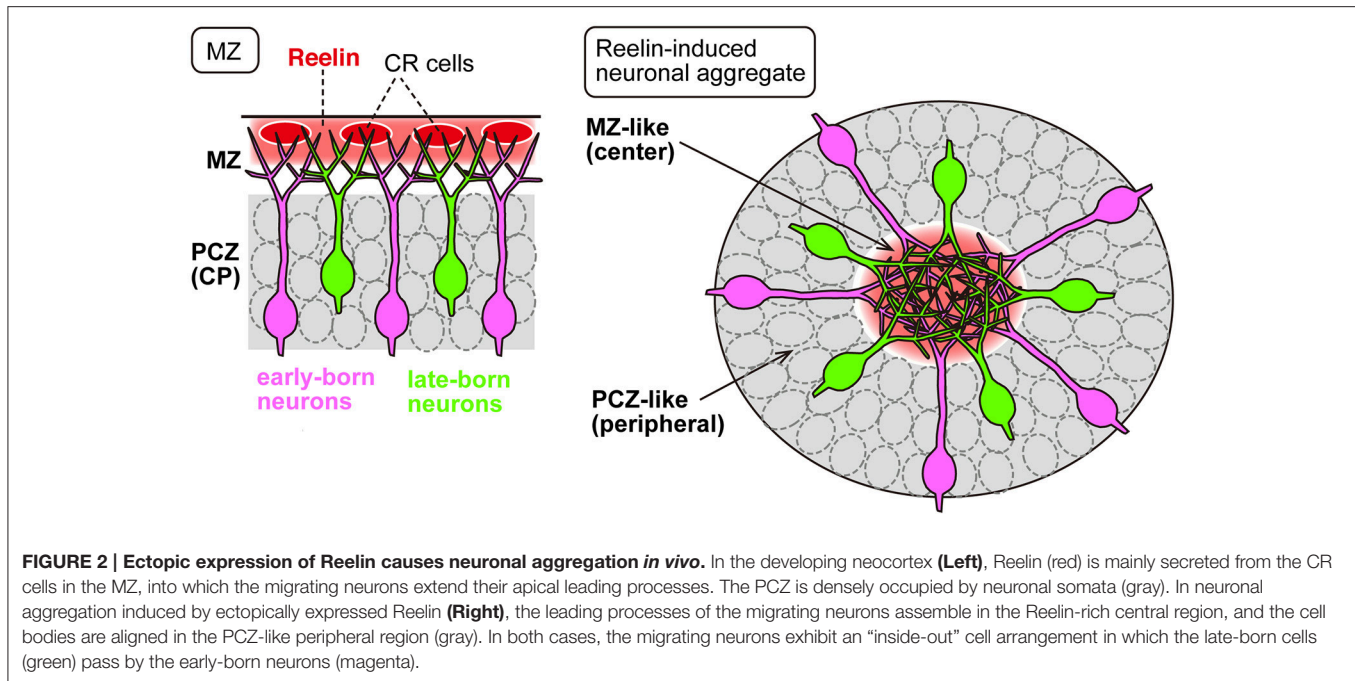 MZ
Reelin
CR cells
MZ
PCZ
(CP)
early-born
neurons
late-born
neurons
Reelin-induced
neuronal aggregate
MZ-like
(center)
PCZ-like
(peripheral)
FIGURE 2 | Ectopic expression of Reelin causes neuronal aggregation in vivo. In the developing neocortex (Left), Reelin (red) is mainly secreted from the CR
cells in the MZ, into which the migrating neurons extend their apical leading processes. The PCZ is densely occupied by neuronal somata (gray). In neuronal
aggregation induced by ectopically expressed Reelin (Right), the leading processes of the migrating neurons assemble in the Reelin-rich central region, and the cell
bodies are aligned in the PCZ-like peripheral region (gray). In both cases, the migrating neurons exhibit an “inside-out” cell arrangement in which the late-born cells
(green) pass by the early-born neurons (magenta).